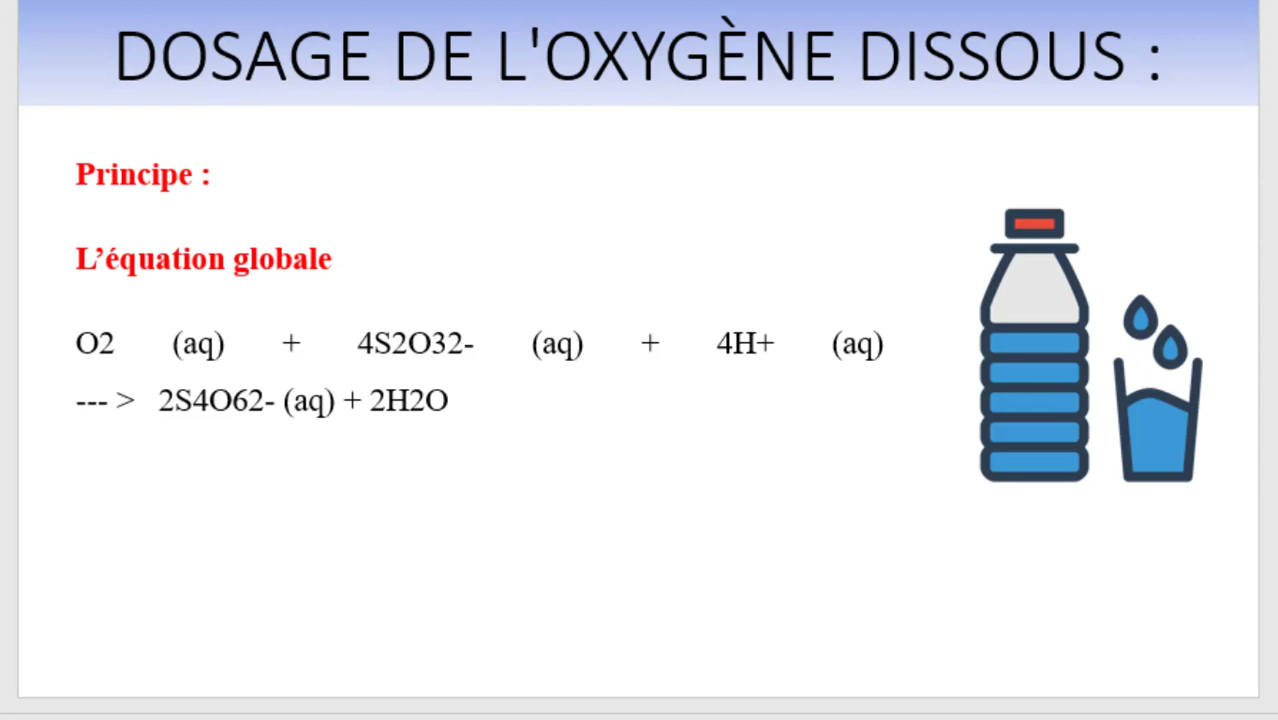 DOSAGE DE L'OXYGÈNE DISSOUS :
Principe :
L’équation globale
O2 (aq) + 4S2O32- (aq) + 4H+ (aq)
--- > 2S4O62- (aq) + 2H2O